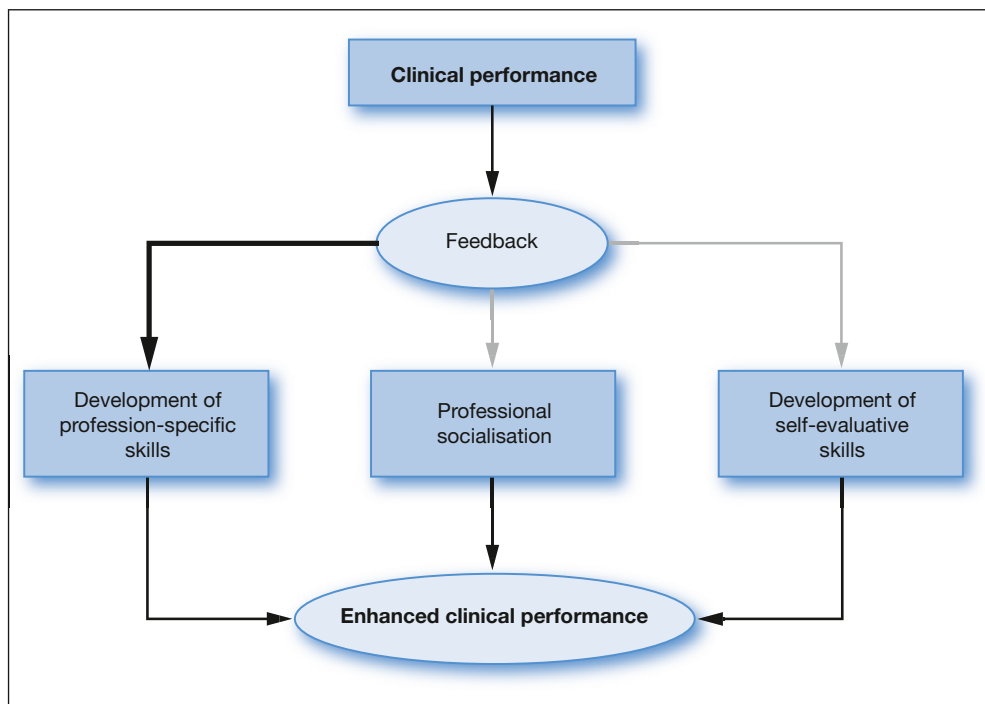 Clinical performance
Feedback
Development of
profession-specific
skills
Professional
socialisation
Development of
self-evaluative
skills
Enhanced clinical performance